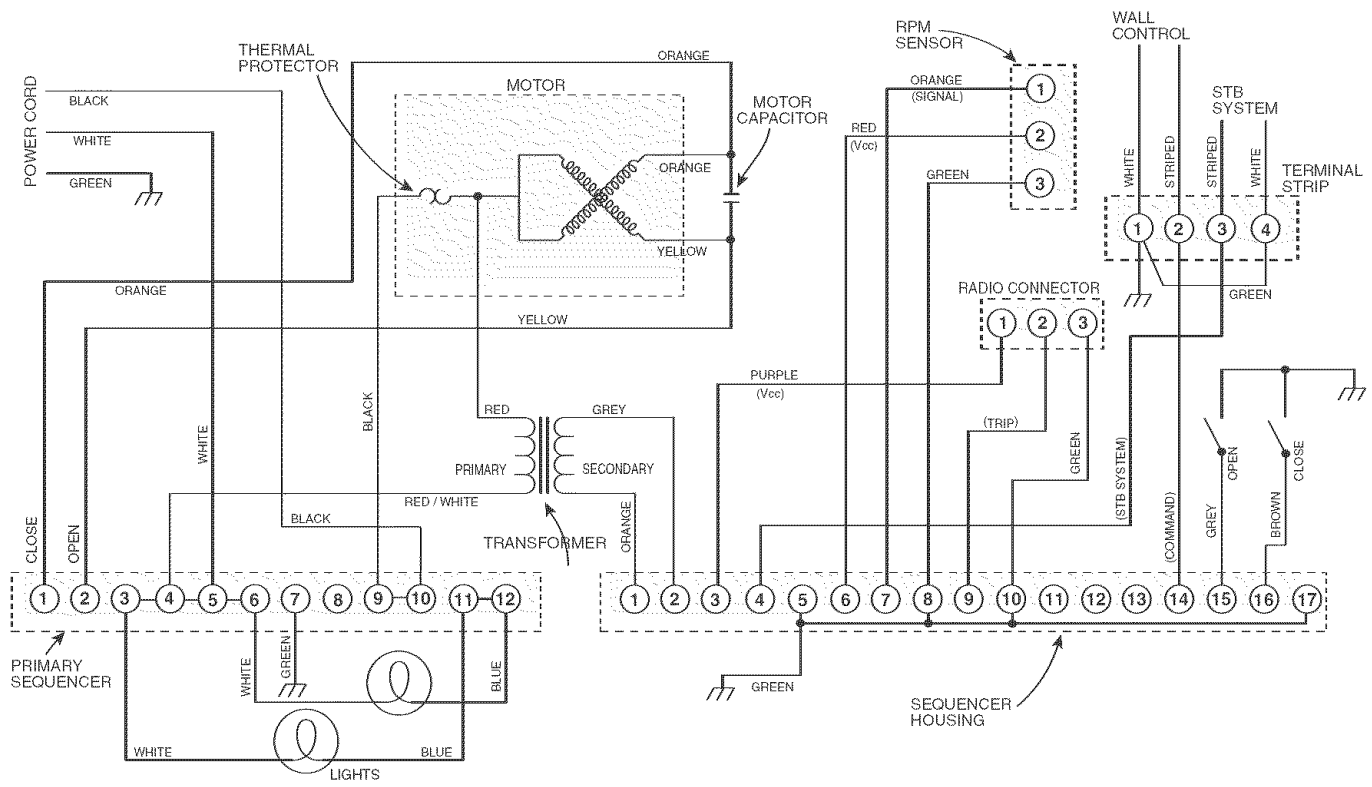 THERMAL
PROTECTOR
ORANGE
RPM
SENSOR
WALL
CONTROL
POWER CORD
BLACK
WHITE
GREEN
MOTOR
MOTOR
CAPACITOR
ORANGE
(SIGNAL)
1
RED
(Vcc)
2
GREEN
3
STB
SYSTEM
WHITE
STRIPED
STRIPED
WHITE
TERMINAL
STRIP
1 2 3 4
GREEN
ORANGE
YELLOW
ORANGE
YELLOW
RADIO CONNECTOR
1 2 3
PURPLE
(Vcc)
(TRIP)
GREEN
(STB SYSTEM)
(COMMAND)
OPEN
CLOSE
GREY
BROWN
BLACK
WHITE
RED
GREY
PRIMARY
SECONDARY
RED / WHITE
BLACK
ORANGE
TRANSFORMER
CLOSE
OPEN
1 2 3 4 5 6 7 8 9 10 11 12
1 2 3 4 5 6 7 8 9 10 11 12 13 14 15 16 17
PRIMARY
SEQUENCER
WHITE
GREEN
BLUE
WHITE
BLUE
LIGHTS
GREEN
SEQUENCER
HOUSING